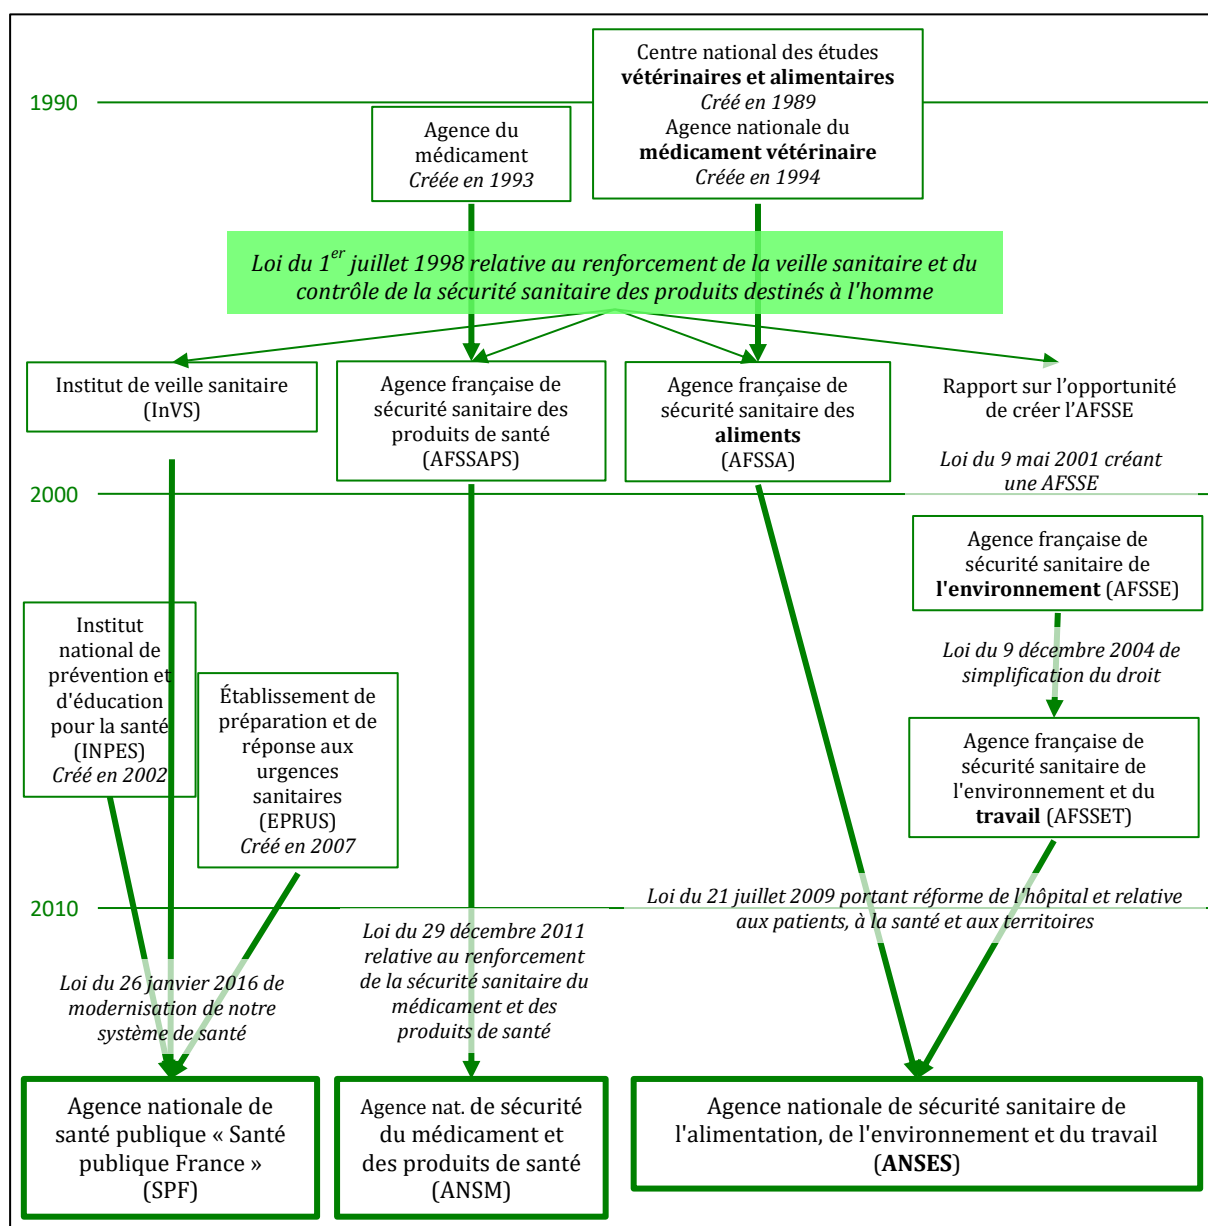 Centre national des études
vétérinaires et alimentaires
Créé en 1989
Agence nationale du
médicament vétérinaire
Créée en 1994
1990
Agence du
médicament
Créée en 1993
Loi du 1er juillet 1998 relative au renforcement de la veille sanitaire et du
contrôle de la sécurité sanitaire des produits destinés à l'homme
Institut de veille sanitaire
(InVS)
Agence française de
sécurité sanitaire des
produits de santé
(AFSSAPS)
Agence française de
sécurité sanitaire des
aliments
(AFSSA)
Rapport sur l’opportunité
de créer l’AFSSE
Loi du 9 mai 2001 créant
une AFSSE
2000
Agence française de
sécurité sanitaire de
l'environnement (AFSSE)
Institut
national de
prévention et
d'éducation
pour la santé
(INPES)
Créé en 2002
Établissement de
préparation et de
réponse aux
urgences
sanitaires
(EPRUS)
Créé en 2007
Loi du 9 décembre 2004 de
simplification du droit
Agence française de
sécurité sanitaire de
l'environnement et du
travail (AFSSET)
Loi du 21 juillet 2009 portant réforme de l'hôpital et relative
aux patients, à la santé et aux territoires
2010
Loi du 26 janvier 2016 de
modernisation de notre
système de santé
Loi du 29 décembre 2011
relative au renforcement
de la sécurité sanitaire du
médicament et des
produits de santé
Agence nationale de
santé publique « Santé
publique France »
(SPF)
Agence nat. de sécurité
du médicament et
des produits de santé
(ANSM)
Agence nationale de sécurité sanitaire de
l'alimentation, de l'environnement et du travail
(ANSES)